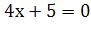 4x + 5 = 0